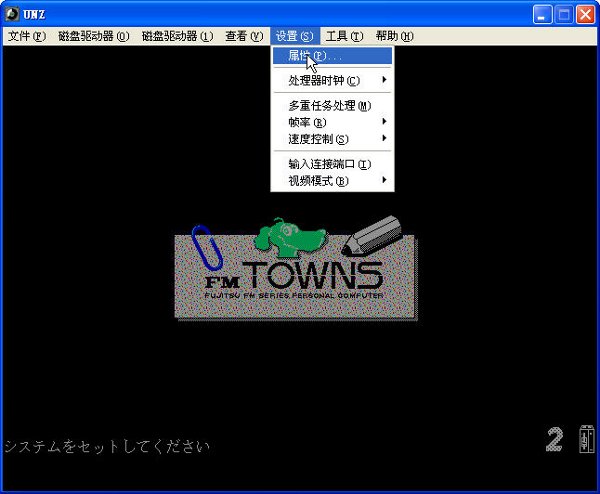 UNZ
文件(F) 磁盘驱动器(0) 磁盘驱动器(1) 查看(V) 设置(S) 工具(T) 帮助(H)
属性(P)...
处理器时钟(C)
多重任务处理(M)
帧率(R)
速度控制(S)
输入连接端口(I)
视频模式(B)
FM TOWNS
FUJITSU FM SERIES PERSONAL COMPUTER
システムをセットしてください
2